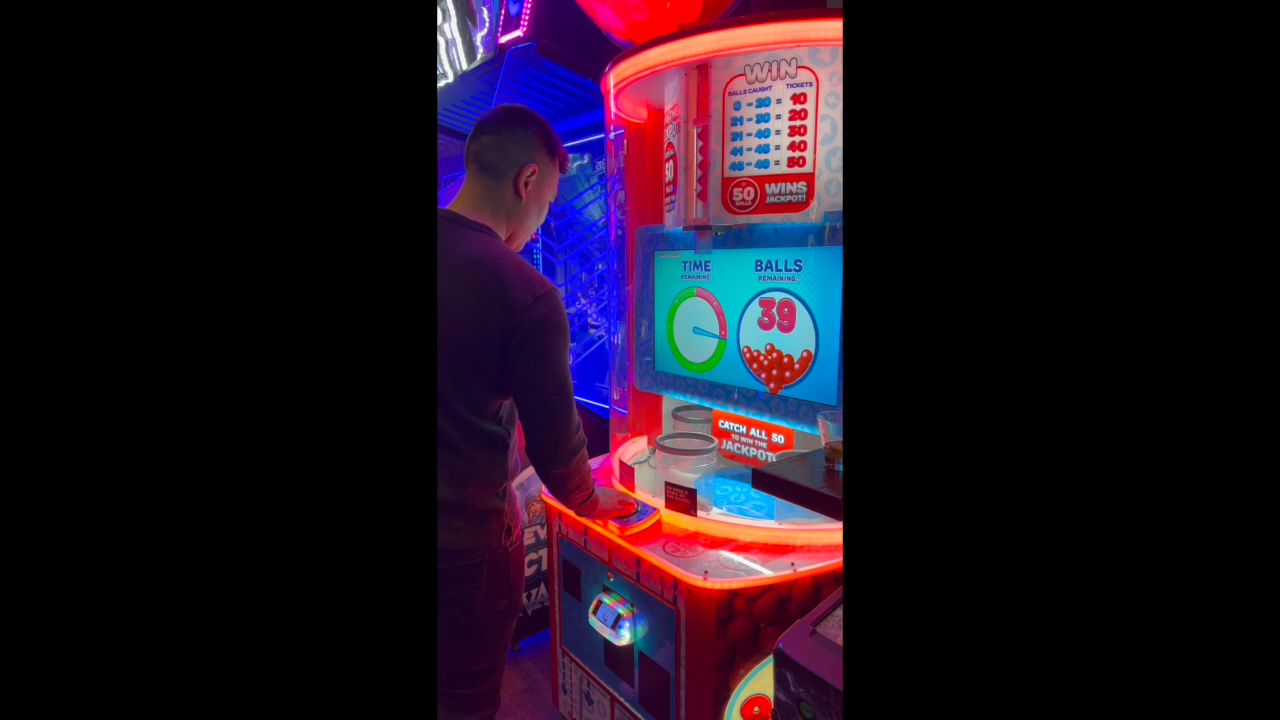 WIN
BALLS CAUGHT TICKETS
0 - 20 = 10
21 - 30 = 20
31 - 40 = 30
41 - 45 = 40
46 - 49 = 50
50 BALLS WINS JACKPOT!
50
TIME REMAINING:
BALLS REMAINING:
39
CATCH ALL 50
TO WIN THE
JACKPOT!